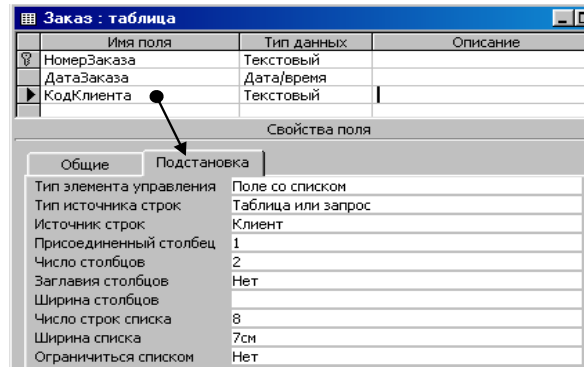 Заказ : таблица
Имя поля Тип данных Описание
НомерЗаказа Текстовый
ДатаЗаказа Дата/время
КодКлиента Текстовый
Свойства поля
Общие Подстановка
Тип элемента управления Поле со списком
Тип источника строк Таблица или запрос
Источник строк Клиент
Присоединенный столбец 1
Число столбцов 2
Заглавия столбцов Нет
Ширина столбцов
Число строк списка 8
Ширина списка 7см
Ограничиться списком Нет